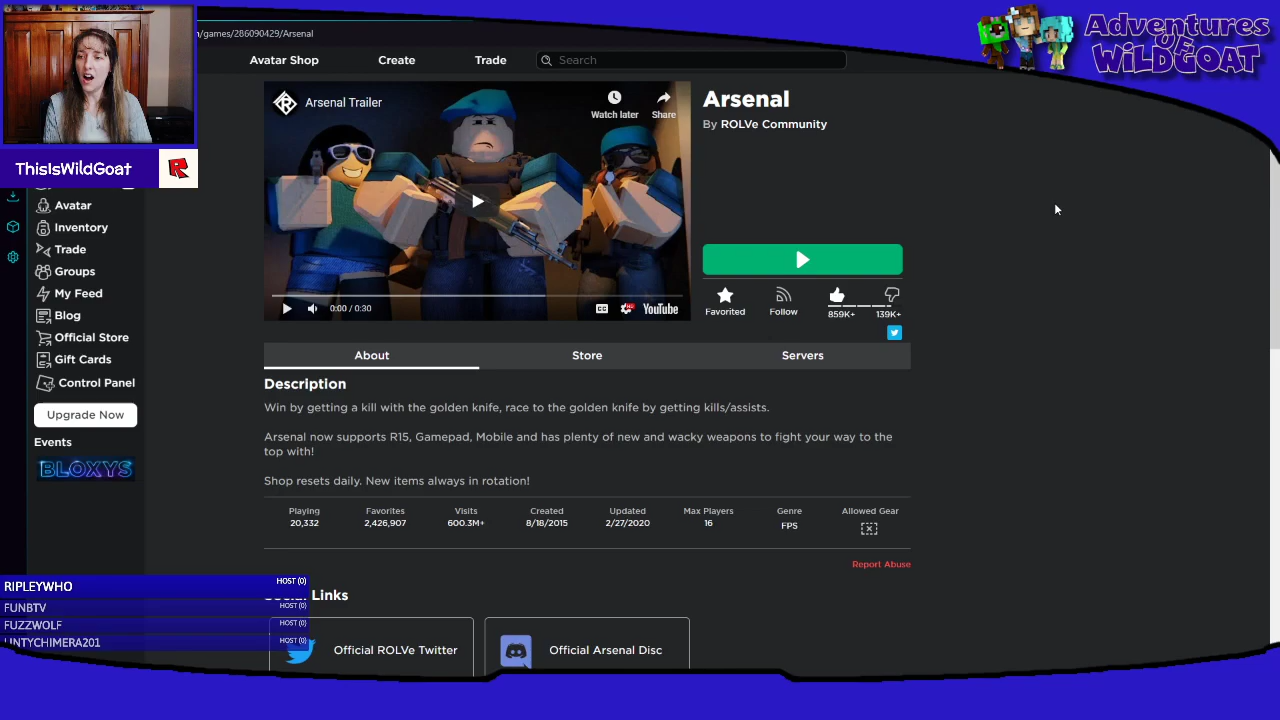 n/games/286090429/Arsenal
Adventures
OF
WILDGOAT
Avatar Shop
Create
Trade
Search
Arsenal Trailer
Watch later
Share
0:00 / 0:30
YouTube
Arsenal
By ROLVe Community
ThisIsWildGoat
Avatar
Inventory
Trade
Groups
My Feed
Blog
Official Store
Gift Cards
Control Panel
Upgrade Now
Events
BLOXYS
Favorited
Follow
859K+
139K+
About
Store
Servers
Description
Win by getting a kill with the golden knife, race to the golden knife by getting kills/assists.
Arsenal now supports R15, Gamepad, Mobile and has plenty of new and wacky weapons to fight your way to the
top with!
Shop resets daily. New items always in rotation!
Playing
20,332
Favorites
2,426,907
Visits
600.3M+
Created
8/18/2015
Updated
2/27/2020
Max Players
16
Genre
FPS
Allowed Gear
Report Abuse
Links
Official ROLVe Twitter
Official Arsenal Disc
RIPLEYWHO HOST (0)
FUNBTV HOST (0)
FUZZWOLF HOST (0)
HOST (0)